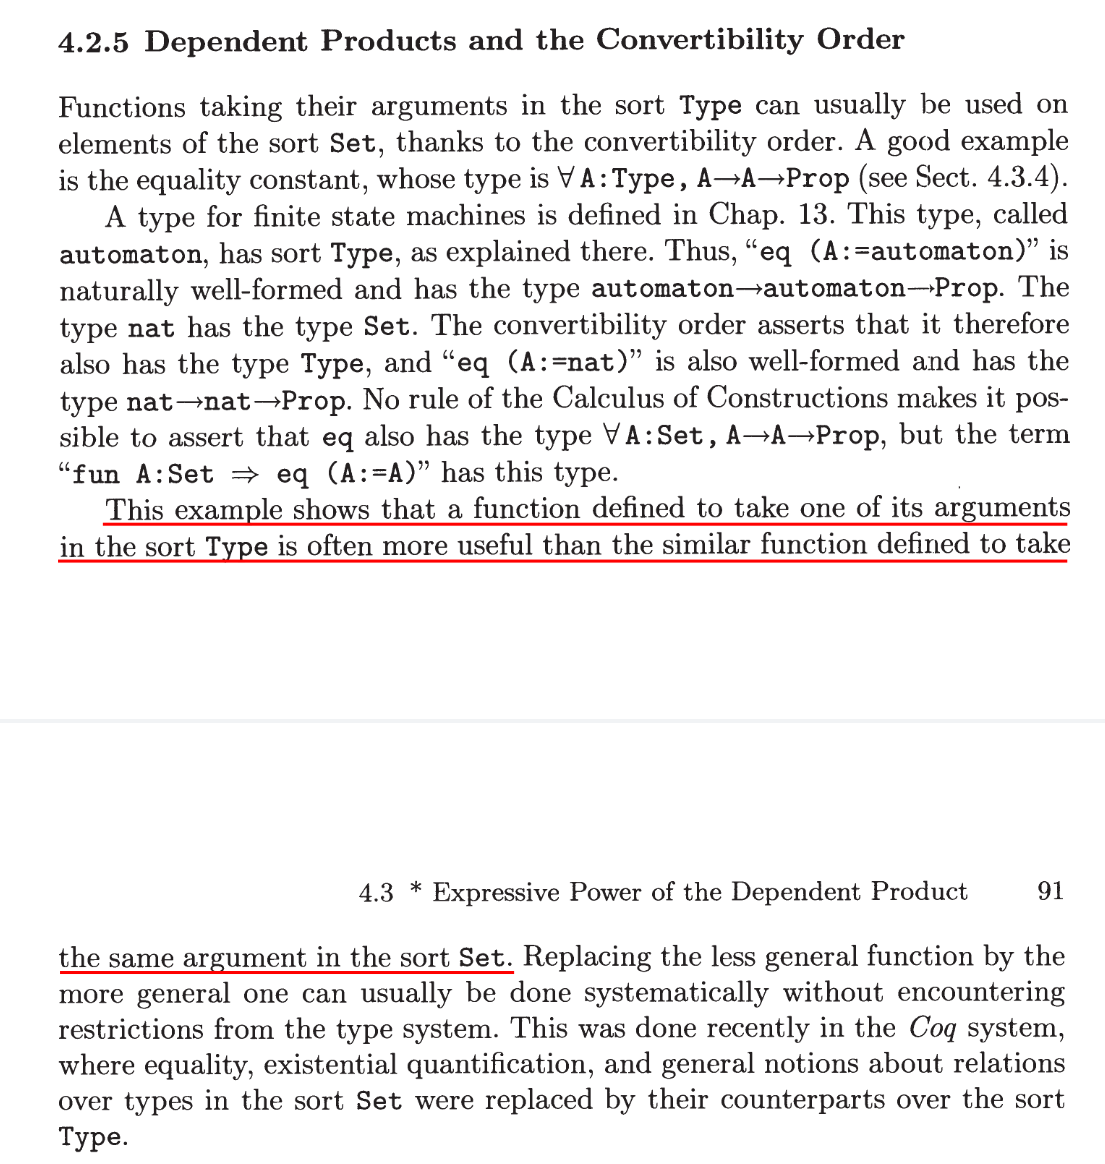 4.2.5 Dependent Products and the Convertibility Order
Functions taking their arguments in the sort Type can usually be used on
elements of the sort Set, thanks to the convertibility order. A good example
is the equality constant, whose type is ∀A:Type, A→A→Prop (see Sect. 4.3.4).
A type for finite state machines is defined in Chap. 13. This type, called
automaton, has sort Type, as explained there. Thus, “eq (A:=automaton)” is
naturally well-formed and has the type automaton→automaton→Prop. The
type nat has the type Set. The convertibility order asserts that it therefore
also has the type Type, and “eq (A:=nat)” is also well-formed and has the
type nat→nat→Prop. No rule of the Calculus of Constructions makes it pos-
sible to assert that eq also has the type ∀A:Set, A→A→Prop, but the term
“fun A:Set ⇒ eq (A:=A)” has this type.
This example shows that a function defined to take one of its arguments
in the sort Type is often more useful than the similar function defined to take
4.3 * Expressive Power of the Dependent Product 91
the same argument in the sort Set. Replacing the less general function by the
more general one can usually be done systematically without encountering
restrictions from the type system. This was done recently in the Coq system,
where equality, existential quantification, and general notions about relations
over types in the sort Set were replaced by their counterparts over the sort
Type.